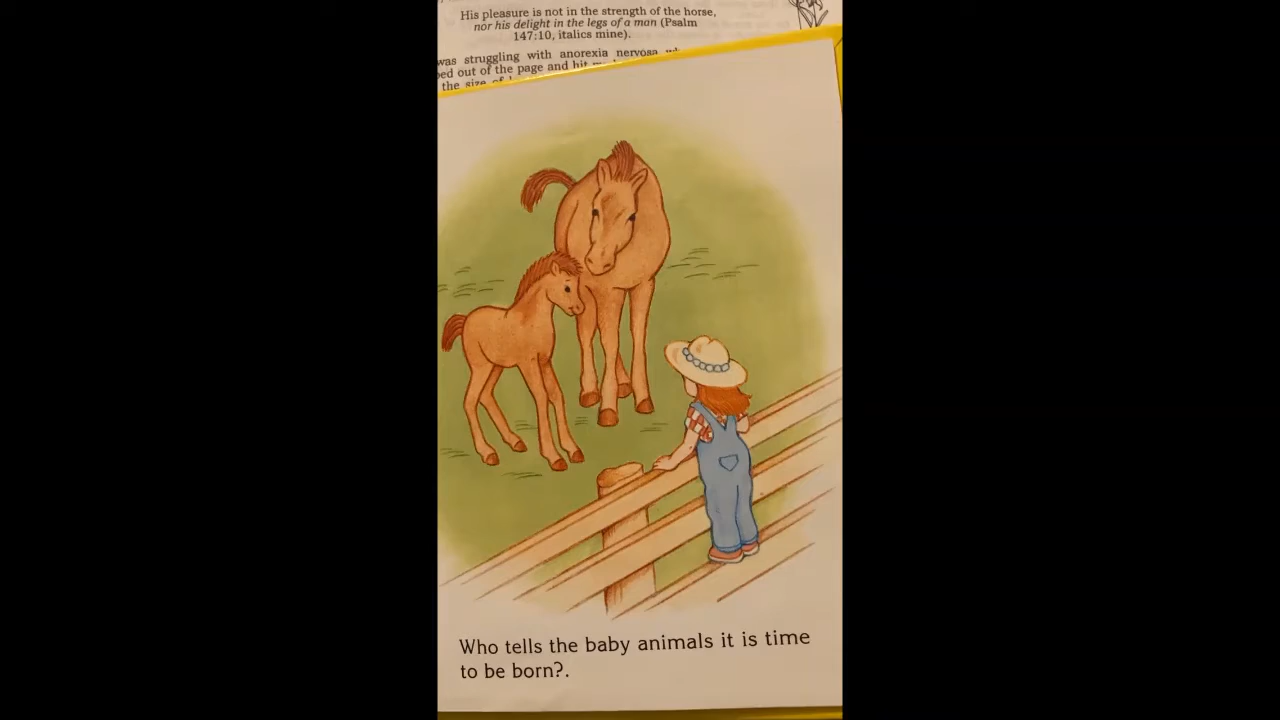 His pleasure is not in the strength of the horse,
nor his delight in the legs of a man (Psalm
147:10, italics mine).
was struggling with anorexia nervosa
out of the page and hit
the size of
Who tells the baby animals it is time
to be born?.